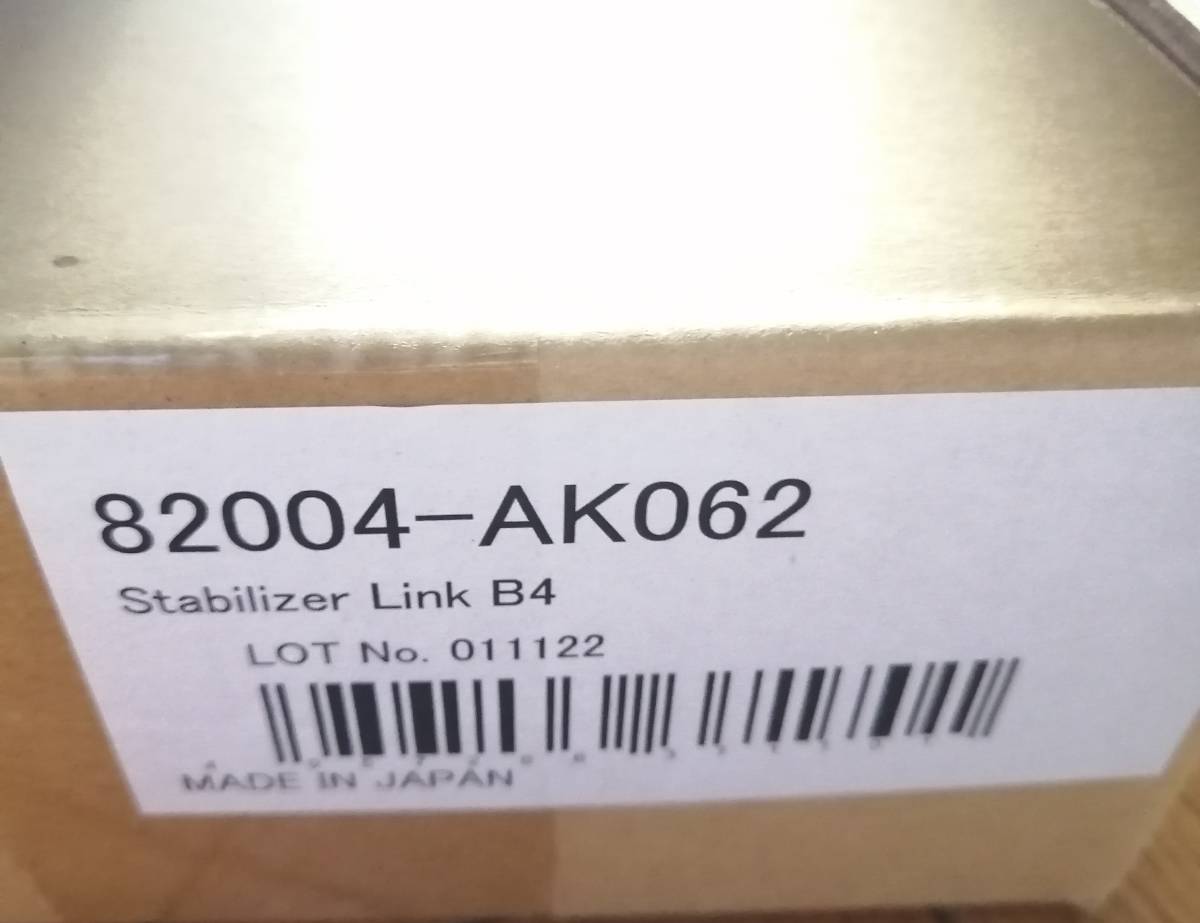 82004-AK062
Stabilizer Link B4
LOT No. 011122
MADE IN JAPAN